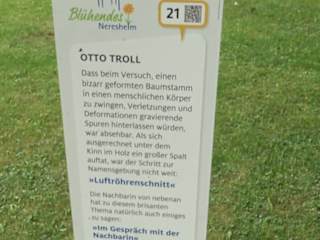 Blühendes
Neresheim
21
OTTO TROLL
Dass beim Versuch, einen
bizarr geformten Baumstamm
in einen menschlichen Körper
zu zwingen, Verletzungen und
Deformationen gravierende
Spuren hinterlassen würden,
war absehbar. Als sich
ausgerechnet unter dem
Kinn im Holz ein großer Spalt
auftat, war der Schritt zur
Namensgebung nicht weit:
»Luftröhrenschnitt«
Die Nachbarin von nebenan
hat zu diesem brisanten
Thema natürlich auch einiges
zu sagen:
»Im Gespräch mit der
Nachbarin«